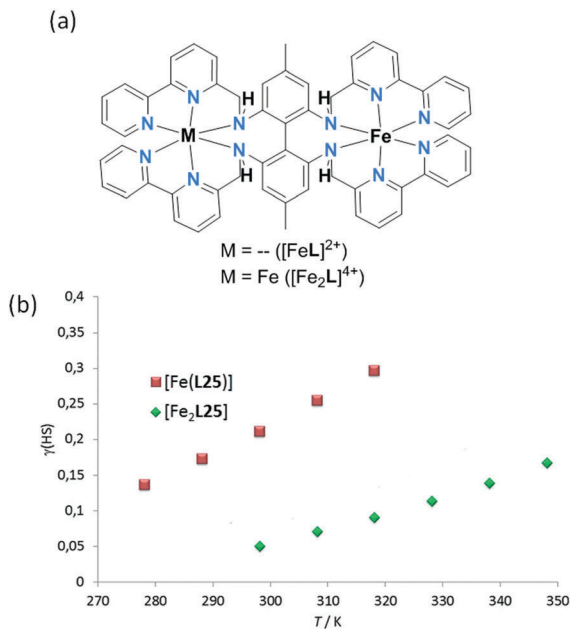 (a)
H H
N N N N
N M N N Fe N
N N N N
H H
M = -- ([FeL]²⁺)
M = Fe ([Fe₂L]⁴⁺)
(b)
0,4
0,35
0,3
0,25
0,2
0,15
0,1
0,05
0
γ(HS)
[Fe(L25)]
[Fe₂L25]
270 280 290 300 310 320 330 340 350
T / K